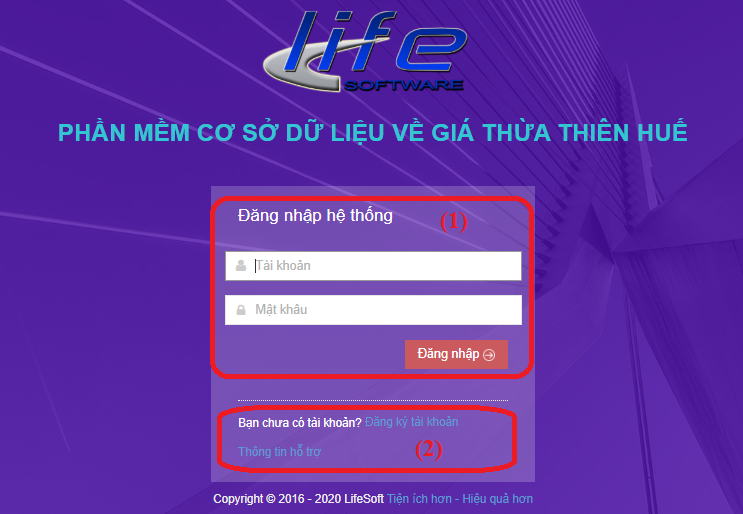 life
SOFTWARE
PHẦN MỀM CƠ SỞ DỮ LIỆU VỀ GIÁ THỪA THIÊN HUẾ
Đăng nhập hệ thống (1)
Tài khoản
Mật khẩu
Đăng nhập
Bạn chưa có tài khoản? Đăng ký tài khoản
Thông tin hỗ trợ (2)
Copyright © 2016 - 2020 LifeSoft Tiện ích hơn - Hiệu quả hơn